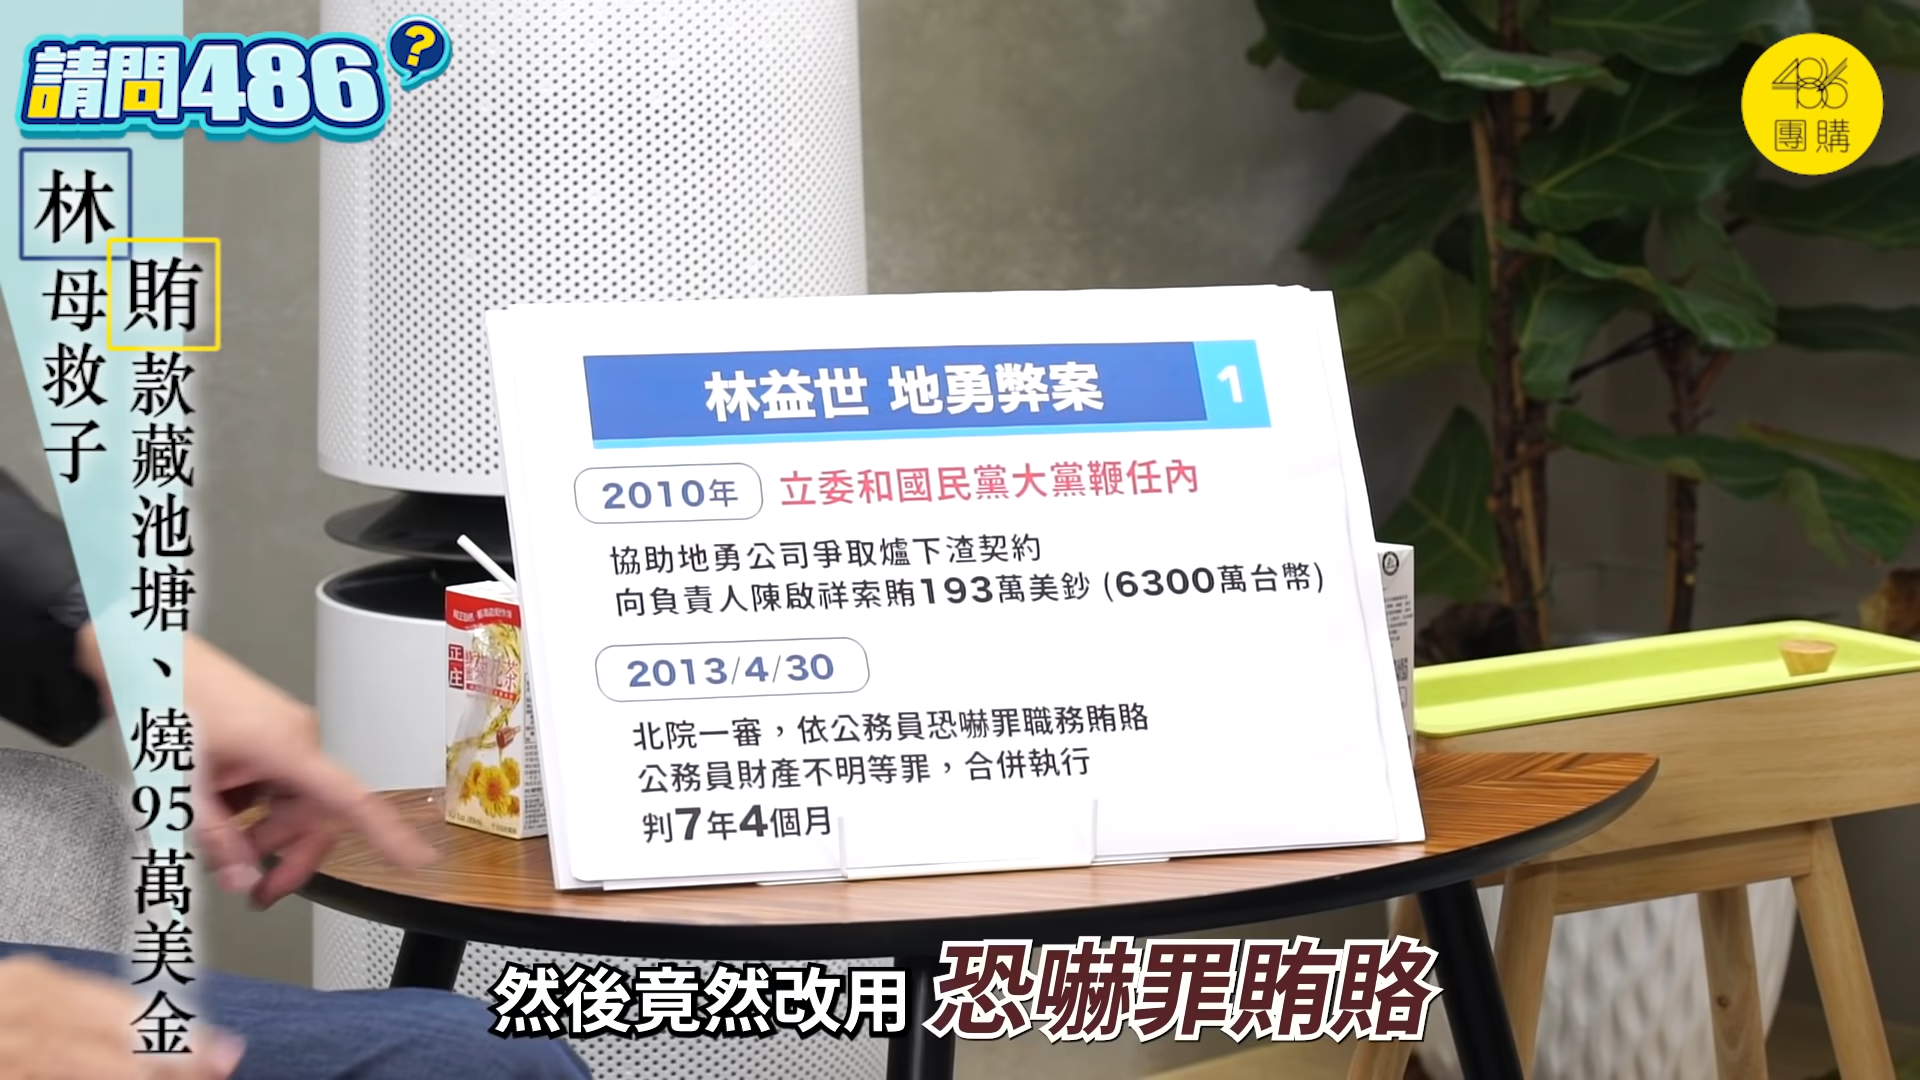 請問486?
486
團購
林母救子
賄款藏池塘、燒95萬美金
林益世 地勇弊案 1
2010年 立委和國民黨大黨鞭任內
協助地勇公司爭取爐下渣契約
向負責人陳啟祥索賄193萬美鈔 (6300萬台幣)
2013/4/30
北院一審，依公務員恐嚇罪職務賄賂
公務員財產不明等罪，合併執行
判7年4個月
正庄
然後竟然改用 恐嚇罪賄賂